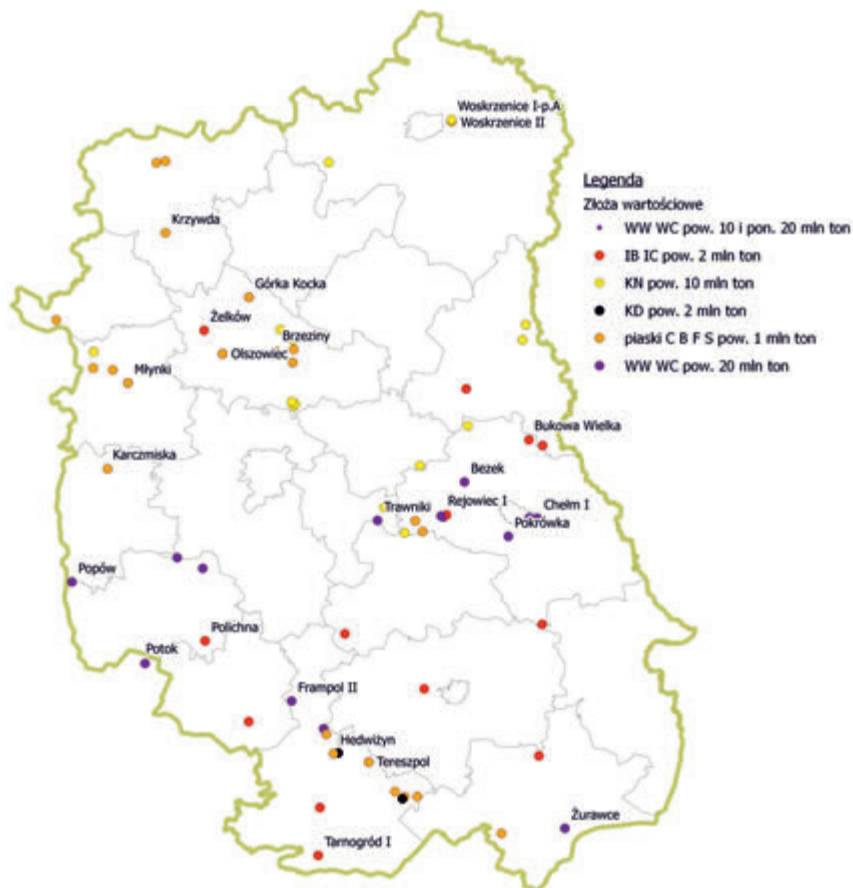 Woskrzenice I-p.A
Woskrzenice II
Legenda
Złoża wartościowe
WW WC pow. 10 i pon. 20 mln ton
IB IC pow. 2 mln ton
KN pow. 10 mln ton
KD pow. 2 mln ton
piaski C B F S pow. 1 mln ton
WW WC pow. 20 mln ton
Krzywda
Górka Kocka
Żelków
Brzeziny
Olszowiec
Młynki
Bukowa Wielka
Karczmiska
Bezek
Trawniki
Rejowiec I
Chełm I
Pokrówka
Popów
Polichna
Potok
Frampol II
Hedwiżyn
Tereszpol
Żurawce
Tarnogród I